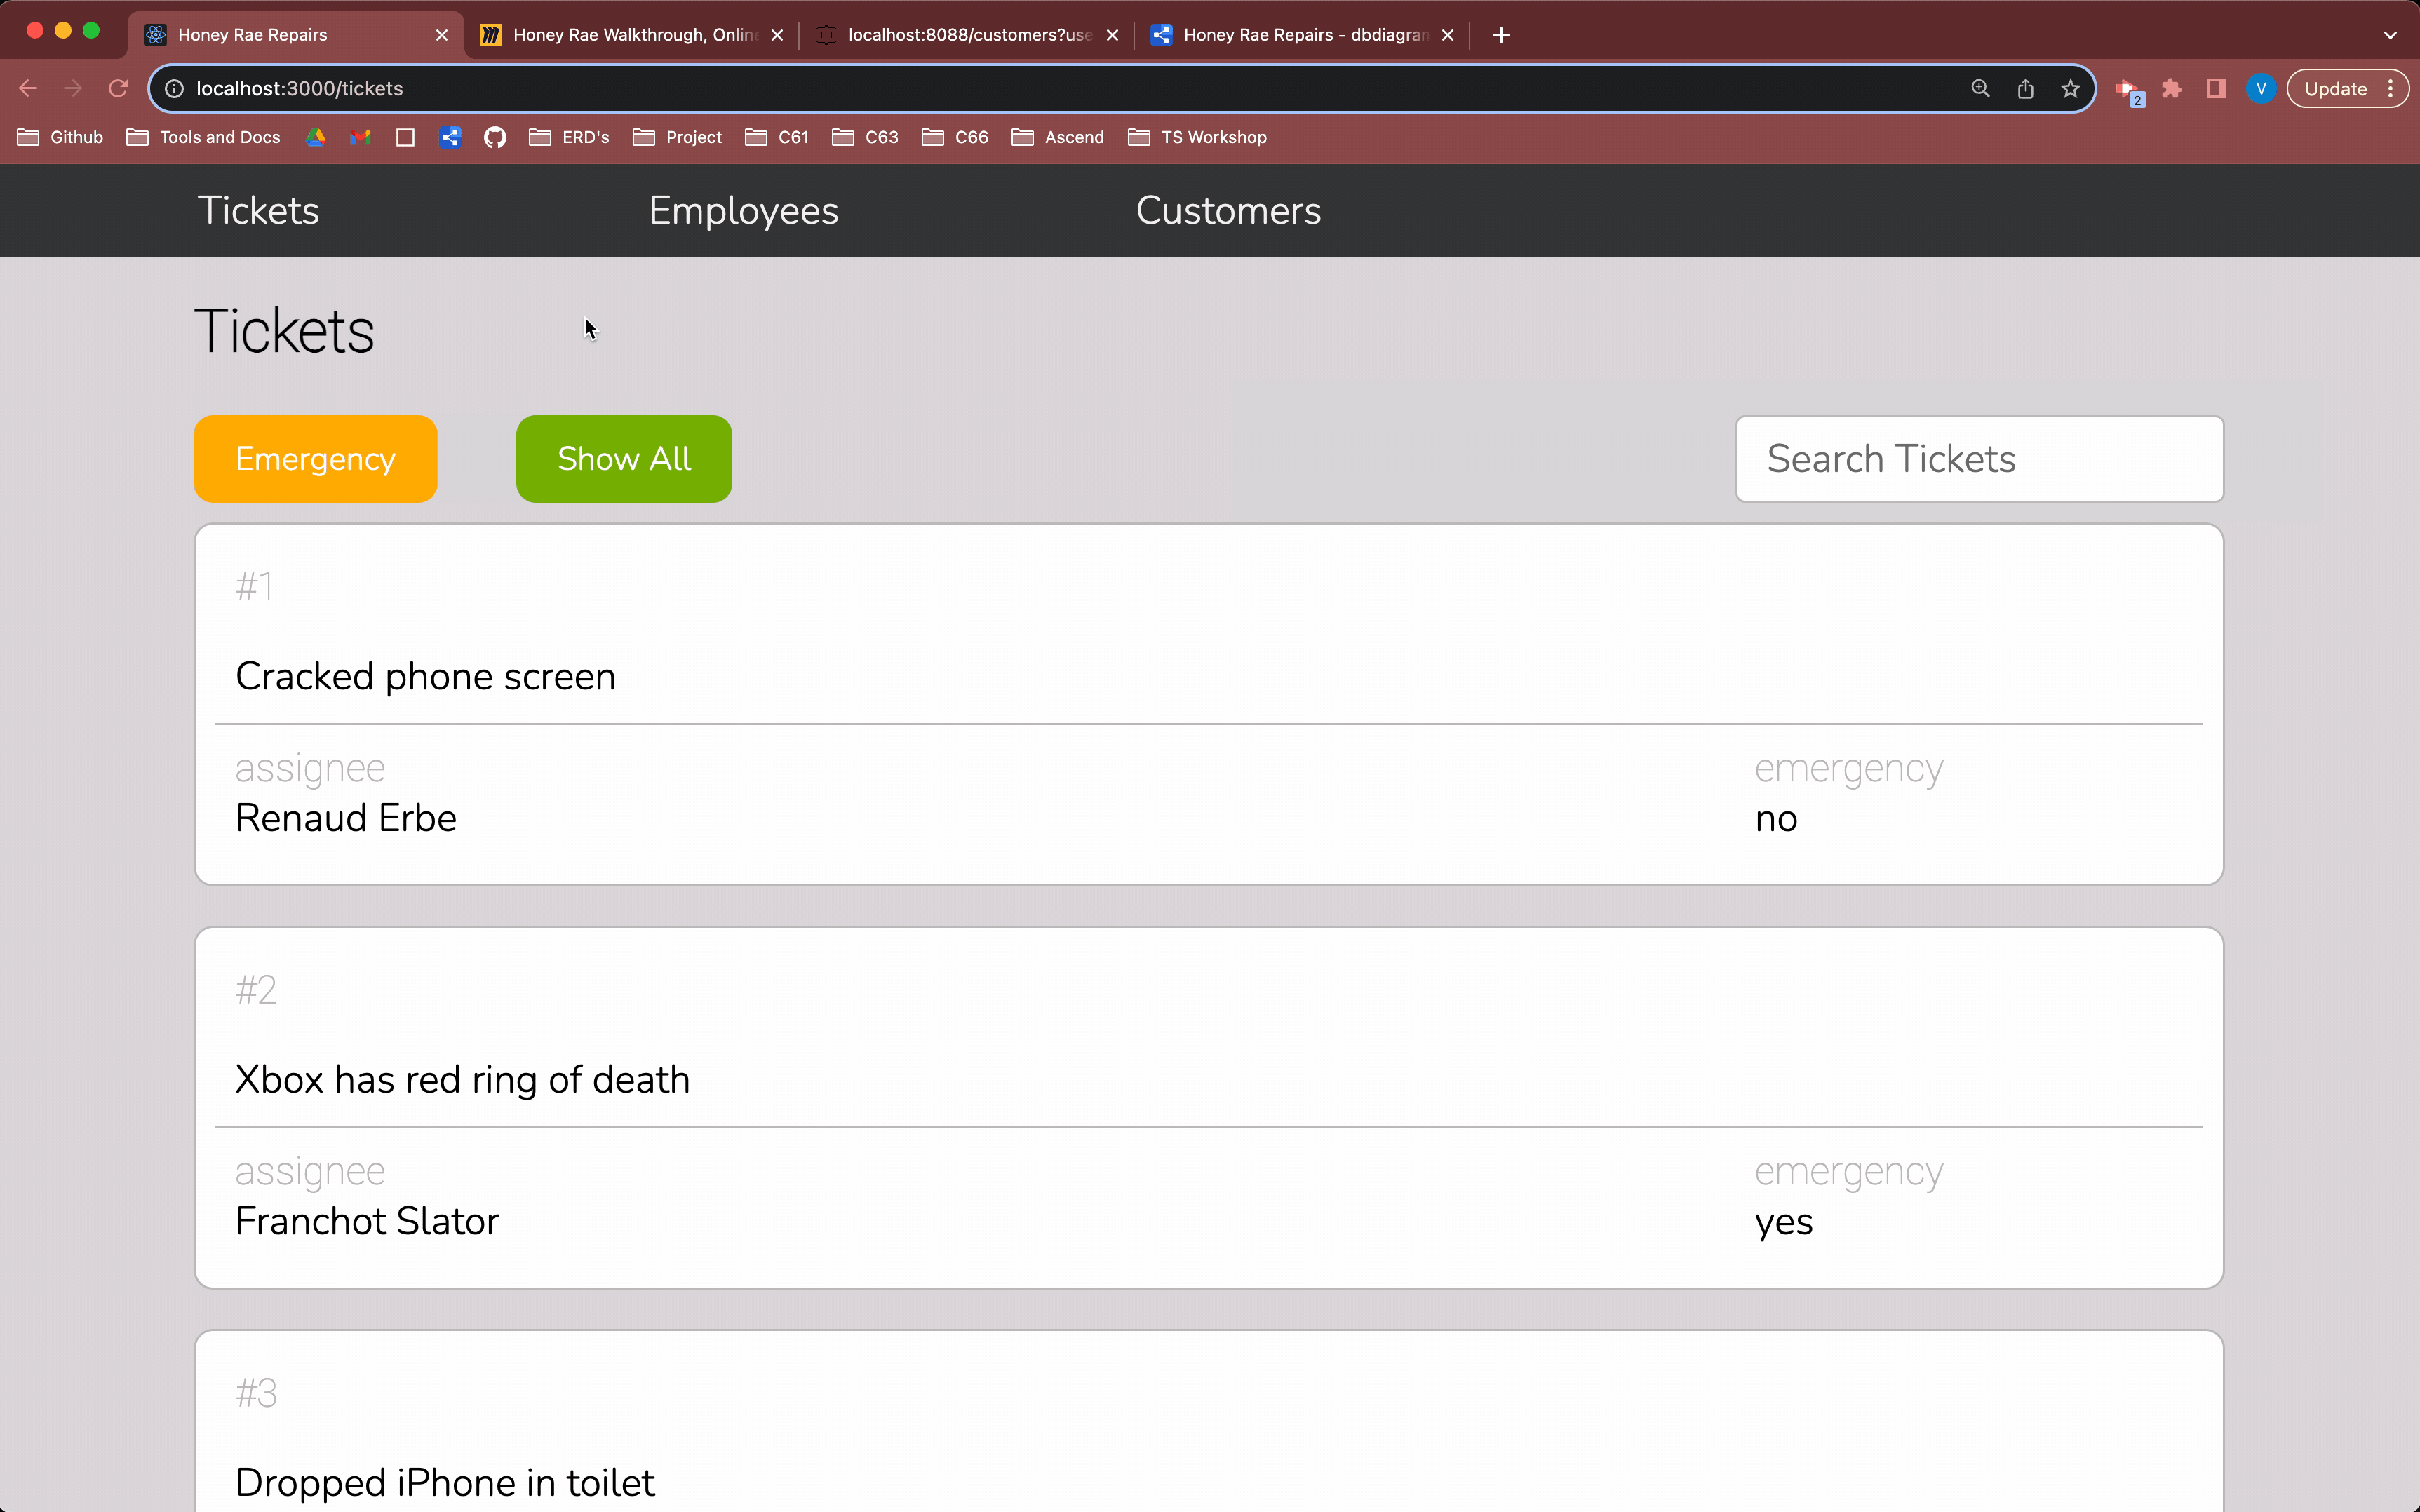 Honey Rae Repairs
Honey Rae Walkthrough, Online
localhost:8088/customers?use
Honey Rae Repairs - dbdiagram
localhost:3000/tickets
2
V
Update
Github
Tools and Docs
ERD's
Project
C61
C63
C66
Ascend
TS Workshop
Tickets
Employees
Customers
Tickets
Emergency
Show All
Search Tickets
#1
Cracked phone screen
assignee
emergency
Renaud Erbe
no
#2
Xbox has red ring of death
assignee
emergency
Franchot Slator
yes
#3
Dropped iPhone in toilet